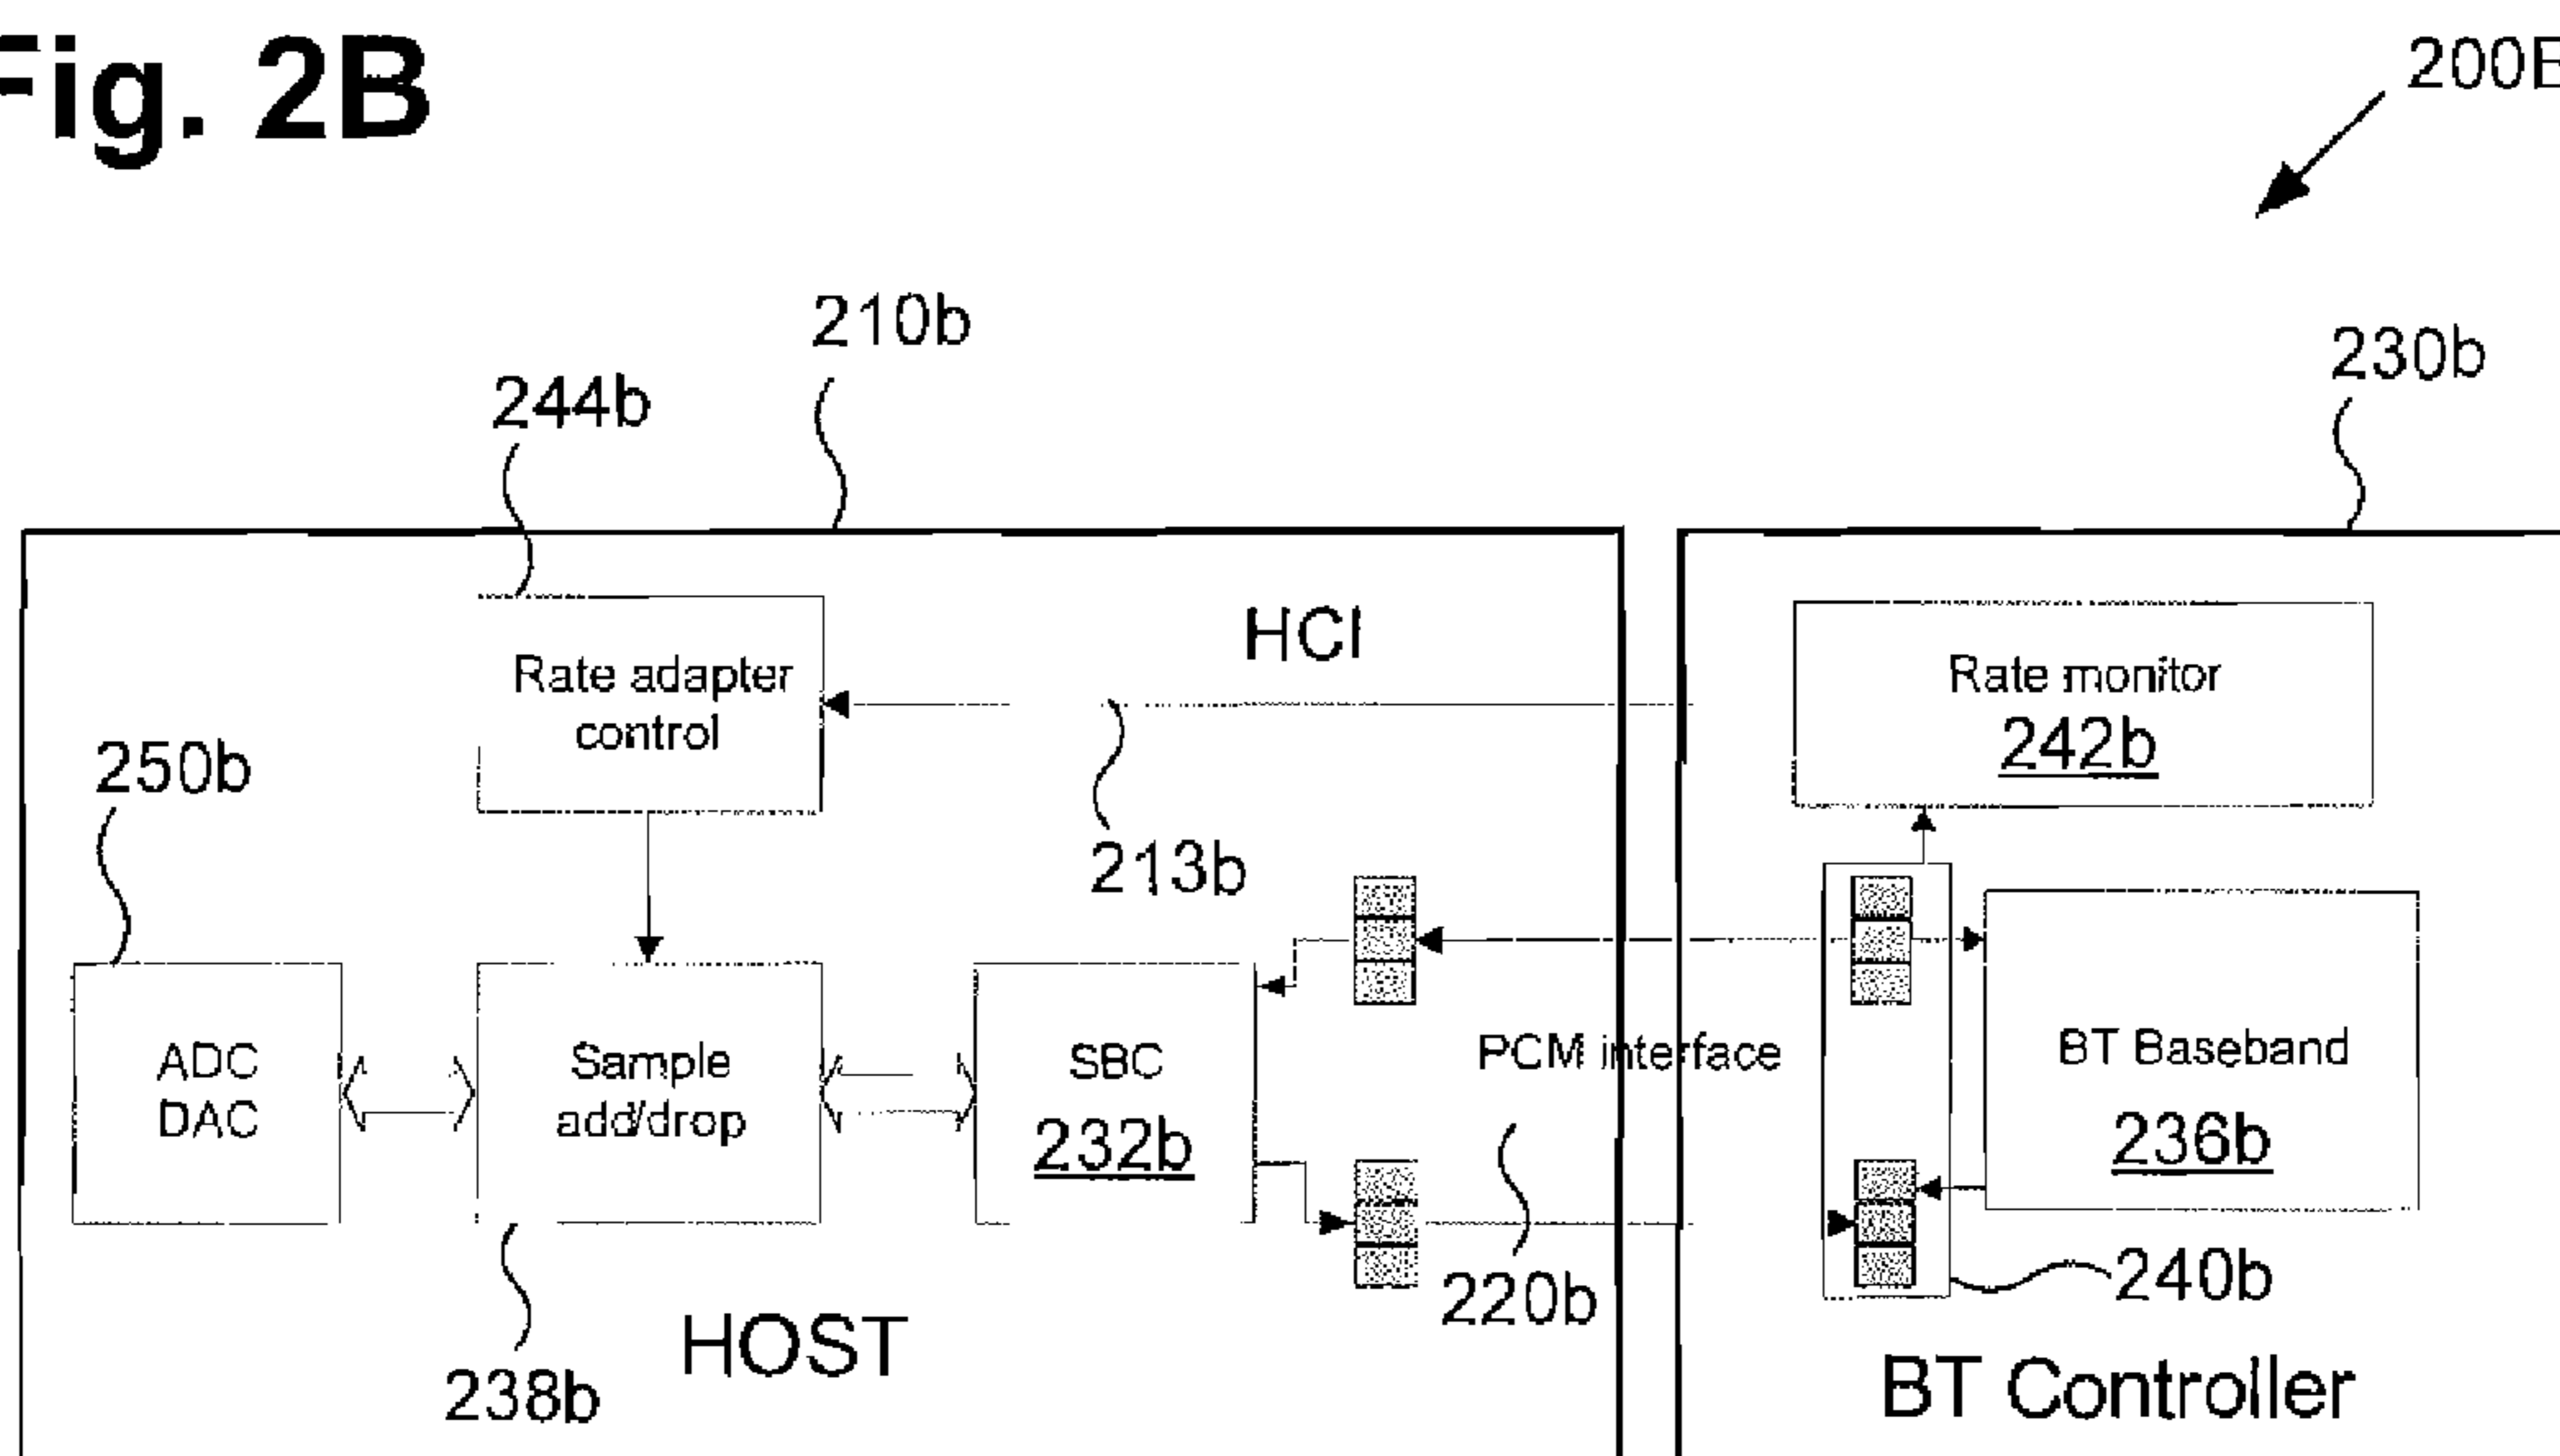 Fig. 2B
200B
210b
230b
244b
HCI
Rate adapter
control
Rate monitor
242b
250b
213b
ADC
DAC
Sample
add/drop
SBC
232b
PCM interface
BT Baseband
236b
220b
240b
HOST
238b
BT Controller